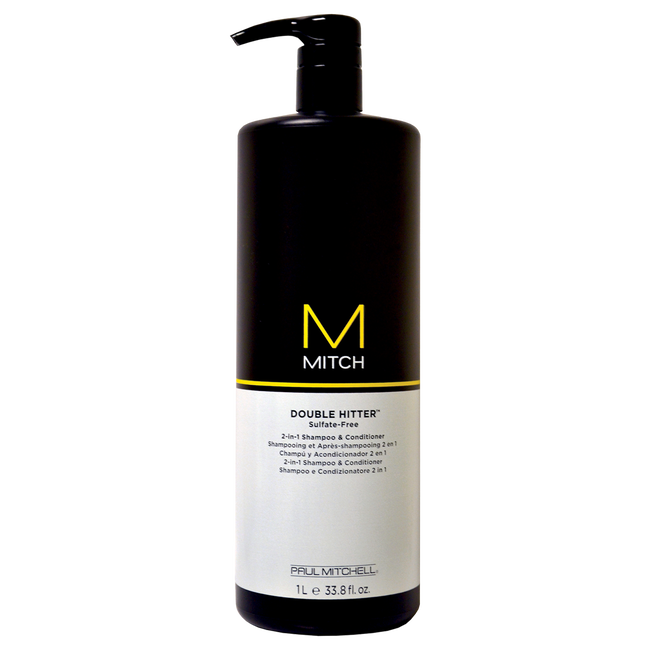 M
MITCH
DOUBLE HITTER™
Sulfate-Free
2-in-1 Shampoo & Conditioner
Shampooing et Après-shampooing 2 en 1
Champú y Acondicionador 2 en 1
2-in-1 Shampoo & Conditioner
Shampoo e Condizionatore 2 in 1
PAUL MITCHELL®
1 L ℮ 33.8 fl. oz.